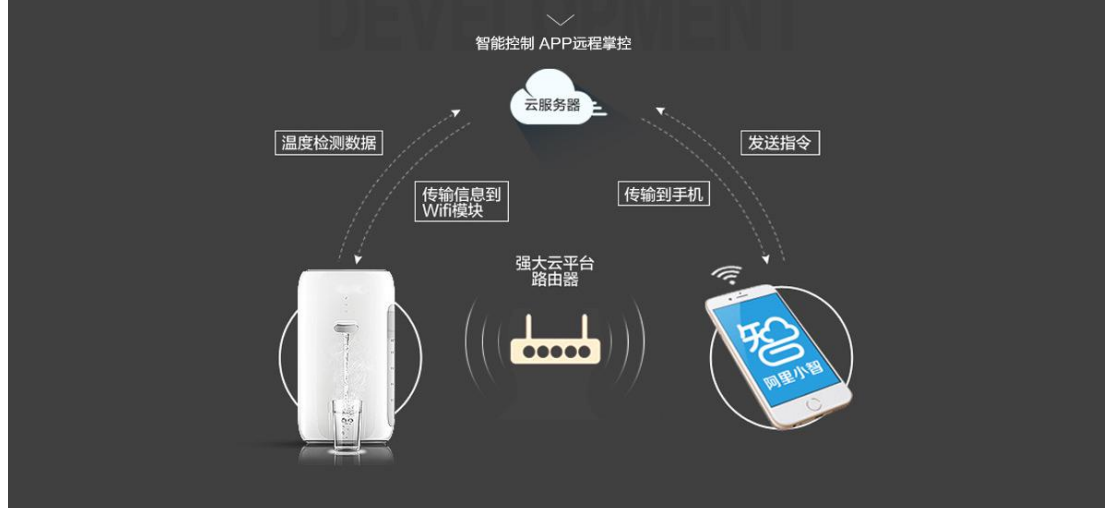 DEVELOPMENT
智能控制 APP远程掌控
云服务器
温度检测数据
发送指令
传输信息到
Wifi模块
传输到手机
强大云平台
路由器
智
阿里小智